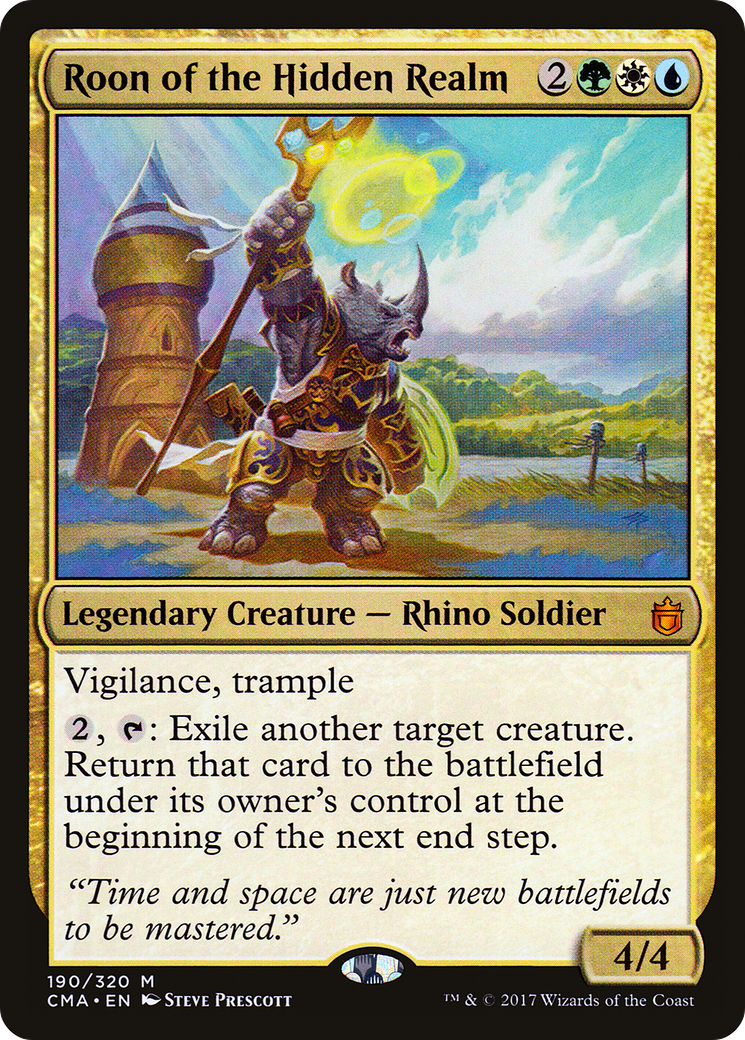 Roon of the Hidden Realm 2
Legendary Creature — Rhino Soldier
Vigilance, trample
2, : Exile another target creature.
Return that card to the battlefield
under its owner’s control at the
beginning of the next end step.
“Time and space are just new battlefields
to be mastered.”
4/4
190/320 M
CMA • EN Steve Prescott
™ & © 2017 Wizards of the Coast